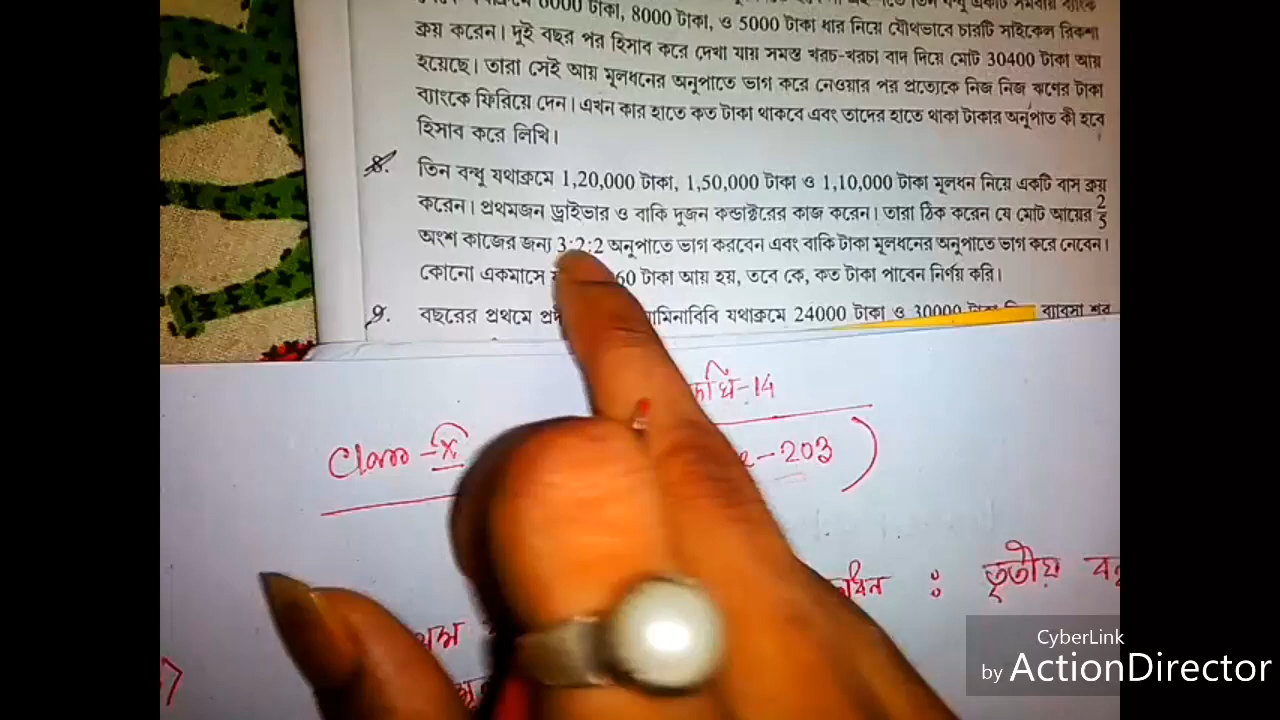 6000 টাকা, 8000 টাকা, ও 5000 টাকা ধার নিয়ে যৌথভাবে চারটি সাইকেল রিকশা
ক্রয় করেন। দুই বছর পর হিসাব করে দেখা যায় সমস্ত খরচ-খরচা বাদ দিয়ে মোট 30400 টাকা আয়
হয়েছে। তারা সেই আয় মূলধনের অনুপাতে ভাগ করে নেওয়ার পর প্রত্যেকে নিজ নিজ ঋণের টাকা
ব্যাংকে ফিরিয়ে দেন। এখন কার হাতে কত টাকা থাকবে এবং তাদের হাতে থাকা টাকার অনুপাত কী হবে
হিসাব করে লিখি।
8. তিন বন্ধু যথাক্রমে 1,20,000 টাকা, 1,50,000 টাকা ও 1,10,000 টাকা মূলধন নিয়ে একটি বাস ক্রয়
করেন। প্রথমজন ড্রাইভার ও বাকি দুজন কন্ডাক্টরের কাজ করেন। তারা ঠিক করেন যে মোট আয়ের 2/5
অংশ কাজের জন্য 3:2:2 অনুপাতে ভাগ করবেন এবং বাকি টাকা মূলধনের অনুপাতে ভাগ করে নেবেন।
কোনো একমাসে 60 টাকা আয় হয়, তবে কে, কত টাকা পাবেন নির্ণয় করি।
9. বছরের প্রথমে যথাক্রমে 24000 টাকা ও 30000 টাকা ব্যাবসা শুরু
-14
Class-X -203
: তৃতীয়
CyberLink
by ActionDirector